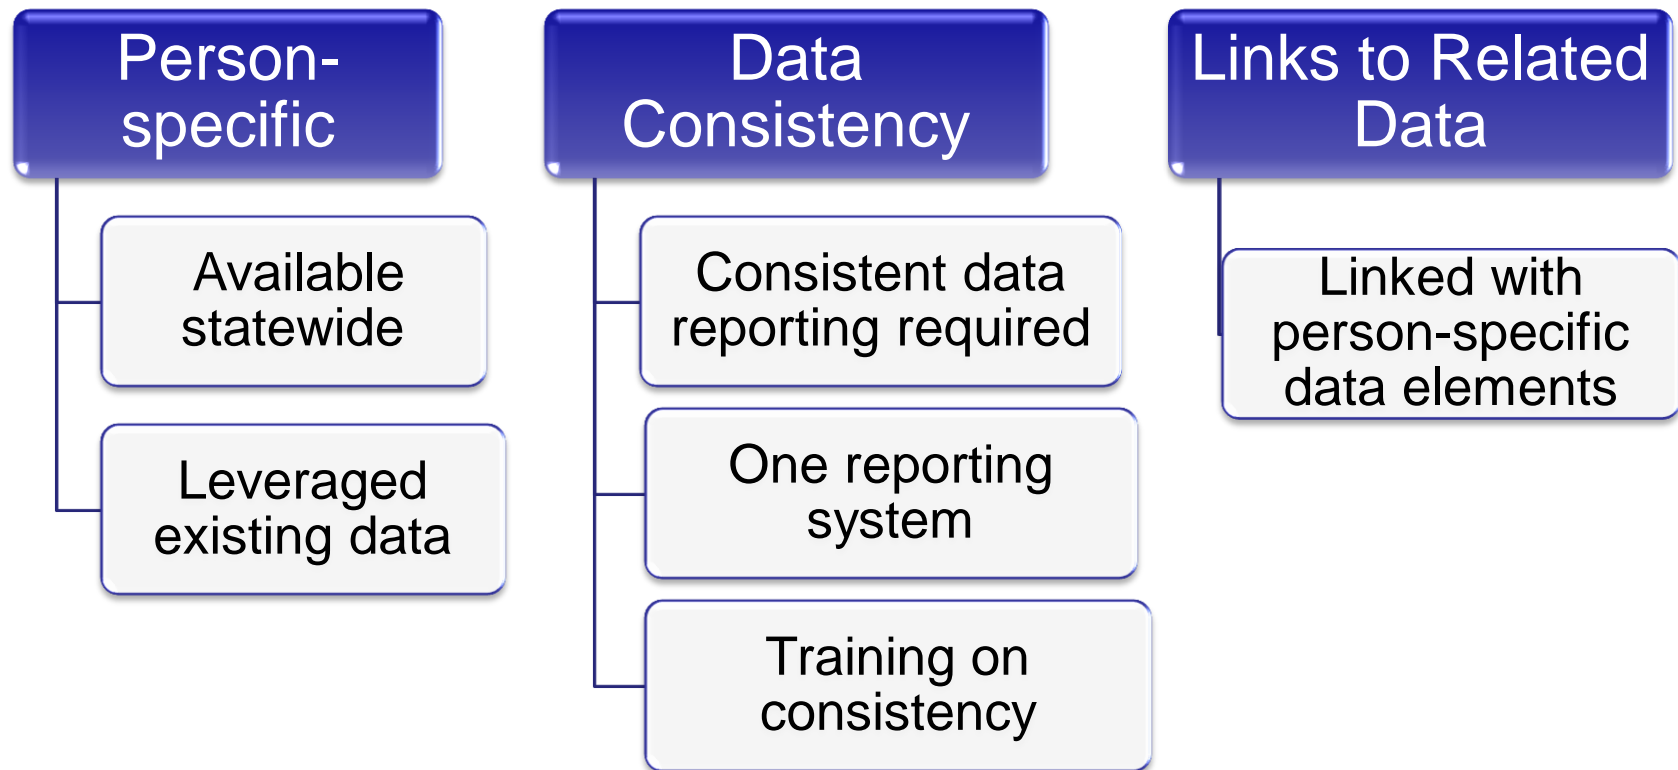 Person-
specific
Available
statewide
Leveraged
existing data
Data
Consistency
Consistent data
reporting required
One reporting
system
Training on
consistency
Links to Related
Data
Linked with
person-specific
data elements